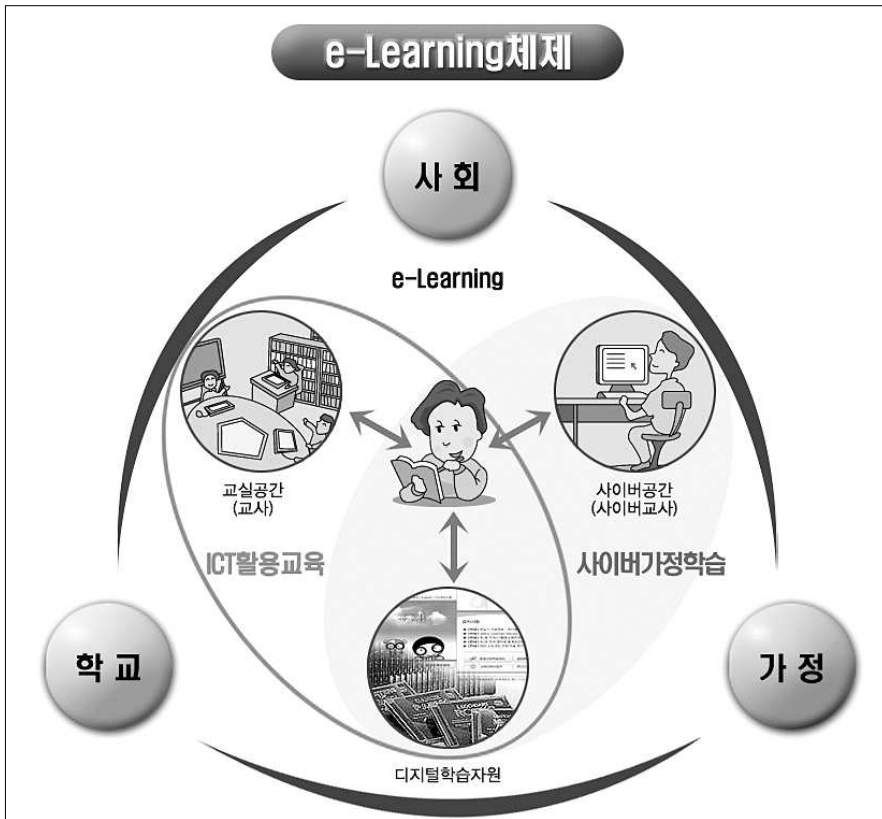 e-Learning체제
사 회
e-Learning
교실공간
(교사)
사이버공간
(사이버교사)
ICT활용교육
사이버가정학습
학 교
가 정
디지털학습자원